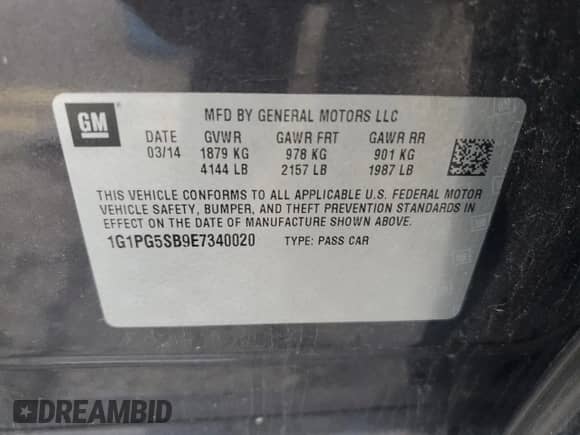 GM
MFD BY GENERAL MOTORS LLC
DATE GVWR GAWR FRT GAWR RR
03/14 1879 KG 978 KG 901 KG
4144 LB 2157 LB 1987 LB
THIS VEHICLE CONFORMS TO ALL APPLICABLE U.S. FEDERAL MOTOR
VEHICLE SAFETY, BUMPER, AND THEFT PREVENTION STANDARDS IN
EFFECT ON THE DATE OF MANUFACTURE SHOWN ABOVE.
1G1PG5SB9E7340020 TYPE: PASS CAR
DREAMBID